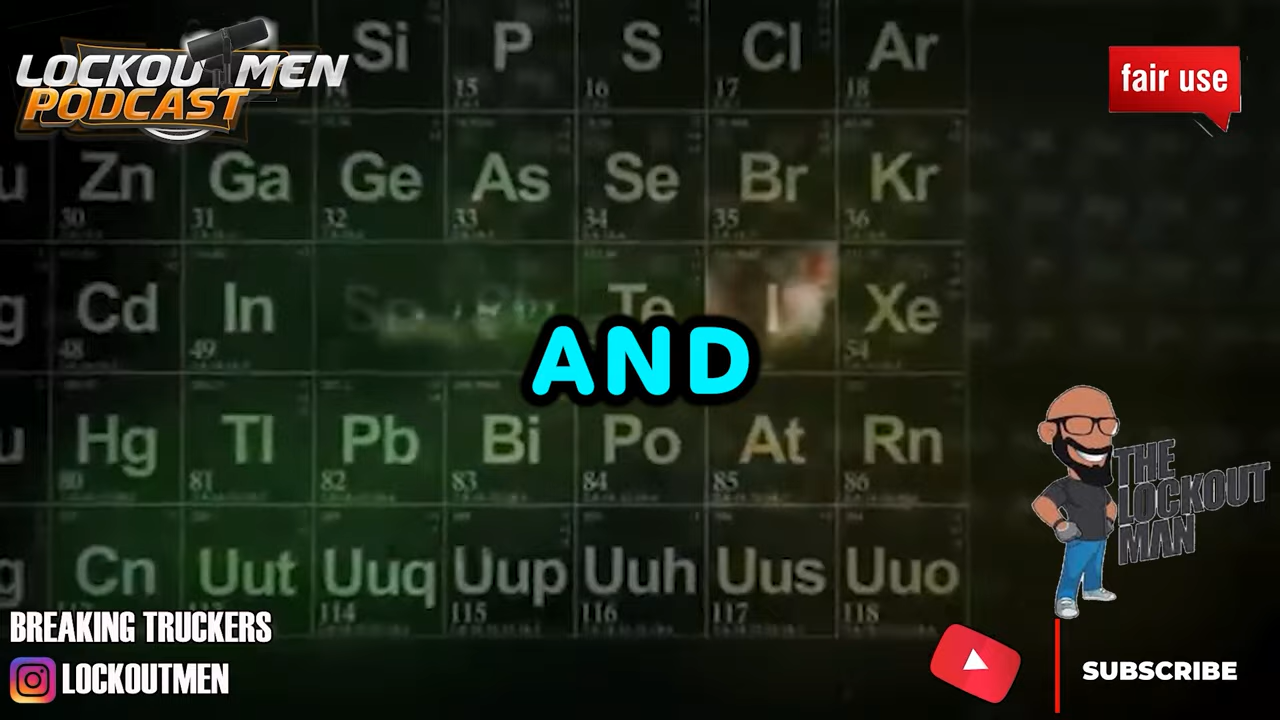 LOCKOU MEN
PODCAST
fair use
Si P S Cl Ar
15 16 17 18
Zn Ga Ge As Se Br Kr
30 31 32 33 34 35 36
Cd In Te I Xe
48 49 54
AND
Hg Tl Pb Bi Po At Rn
80 81 82 83 84 85 86
Cn Uut Uuq Uup Uuh Uus Uuo
114 115 116 117 118
THE
LOCKOUT
MAN
BREAKING TRUCKERS
LOCKOUTMEN
SUBSCRIBE